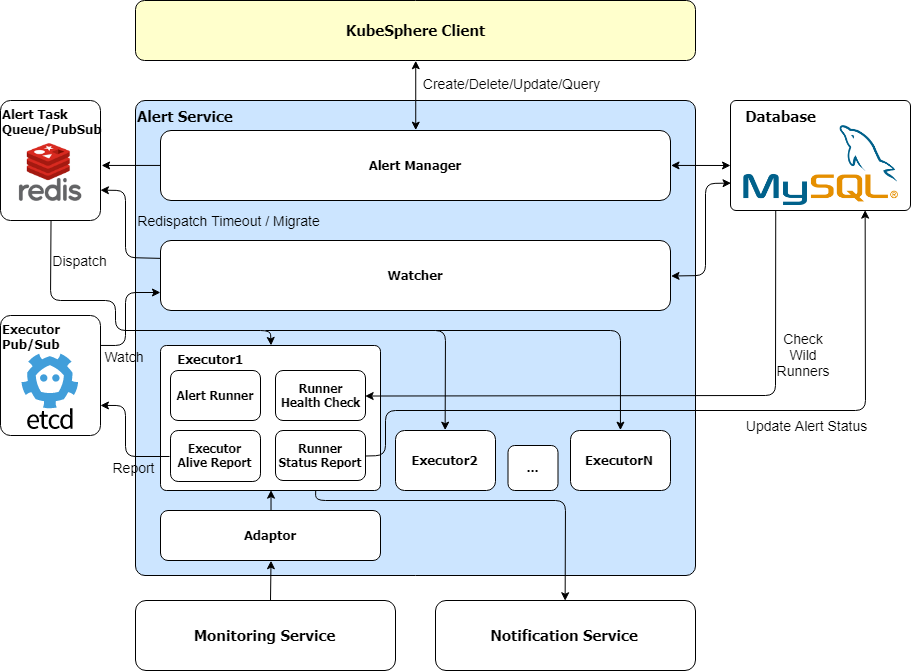 KubeSphere Client
Create/Delete/Update/Query
Alert Task
Queue/PubSub
redis
Alert Service
Alert Manager
Database
MySQL®
Redispatch Timeout / Migrate
Watcher
Dispatch
Executor
Pub/Sub
etcd
Watch
Report
Executor1
Alert Runner
Runner
Health Check
Executor
Alive Report
Runner
Status Report
Executor2
...
ExecutorN
Check
Wild
Runners
Update Alert Status
Adaptor
Monitoring Service
Notification Service